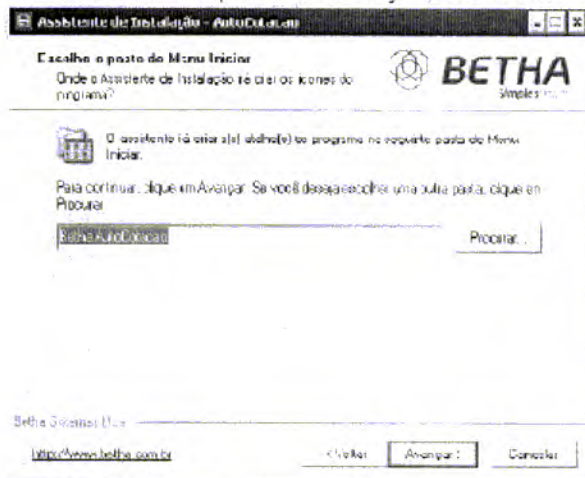 Assistente de Instalação - AutoCotacao
Escolha a pasta do Menu Iniciar
Onde o Assistente de Instalação irá criar os ícones do
programa?
BETHA
O assistente irá criar a(s) atalho(s) do programa na seguinte pasta do Menu
Iniciar.
Para continuar, clique em Avançar. Se você deseja escolher uma outra pasta, clique em
Procurar.
Betha AutoCotacao
Procurar...
Betha Sistemas Ltda
http://www.betha.com.br
< Voltar
Avançar >
Cancelar